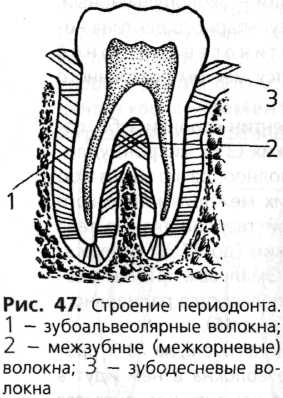 3
2
1
Рис. 47. Строение периодонта.
1 – зубоальвеолярные волокна;
2 – межзубные (межкорневые)
волокна; 3 – зубодесневые во-
локна